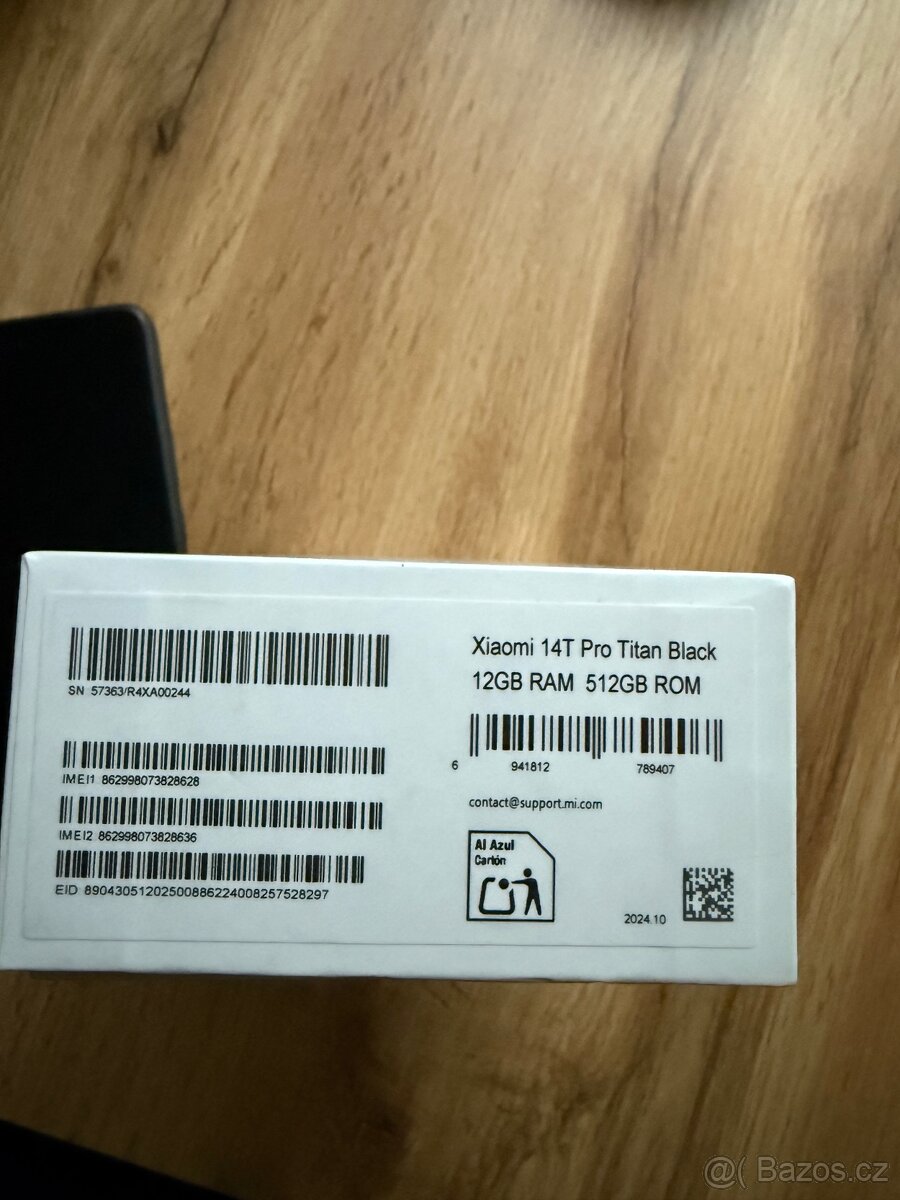 SN 57363/R4XA00244
IMEI1 862998073828628
IMEI2 862998073828636
EID 89043051202500886224008257528297
Xiaomi 14T Pro Titan Black
12GB RAM 512GB ROM
6 941812 789407
contact@support.mi.com
Al Azul
Cartón
2024.10
@( Bazos.cz